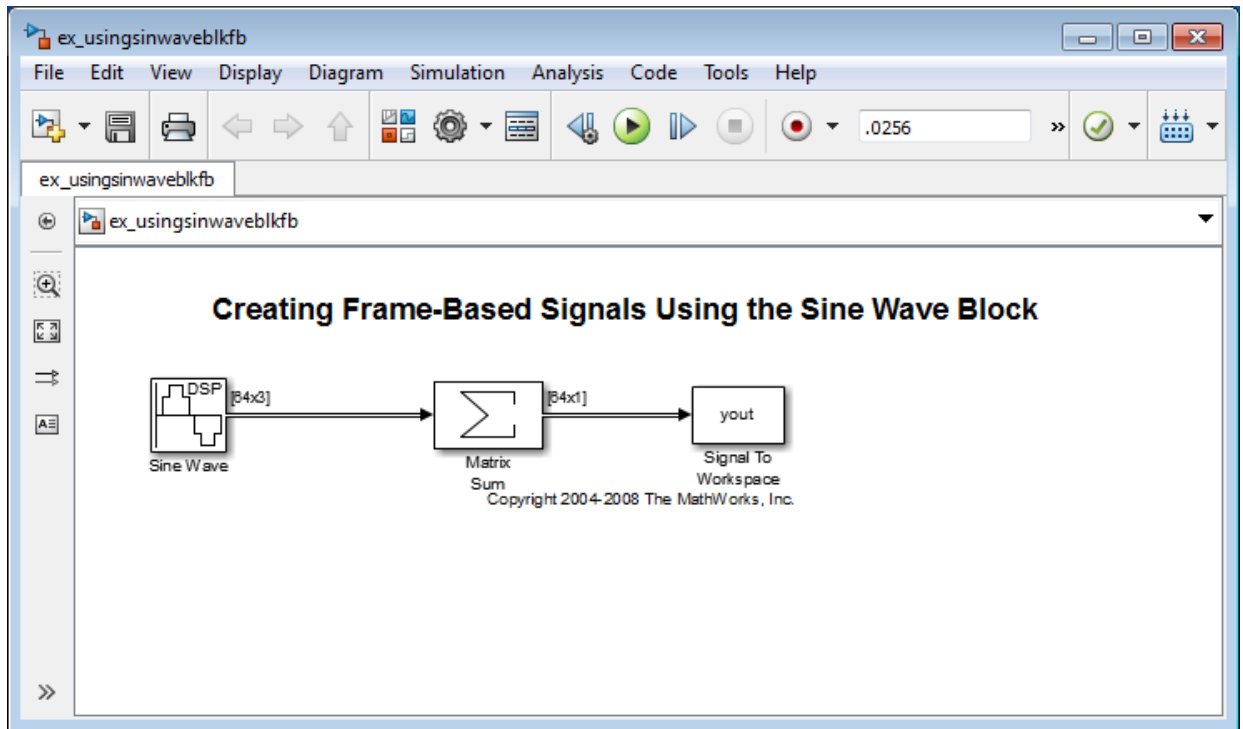 ex_usingsinwaveblkfb
File Edit View Display Diagram Simulation Analysis Code Tools Help
.0256
ex_usingsinwaveblkfb
ex_usingsinwaveblkfb
Creating Frame-Based Signals Using the Sine Wave Block
DSP
[64x3]
[64x1]
yout
Sine Wave
Matrix
Sum
Signal To
Workspace
Copyright 2004-2008 The MathWorks, Inc.